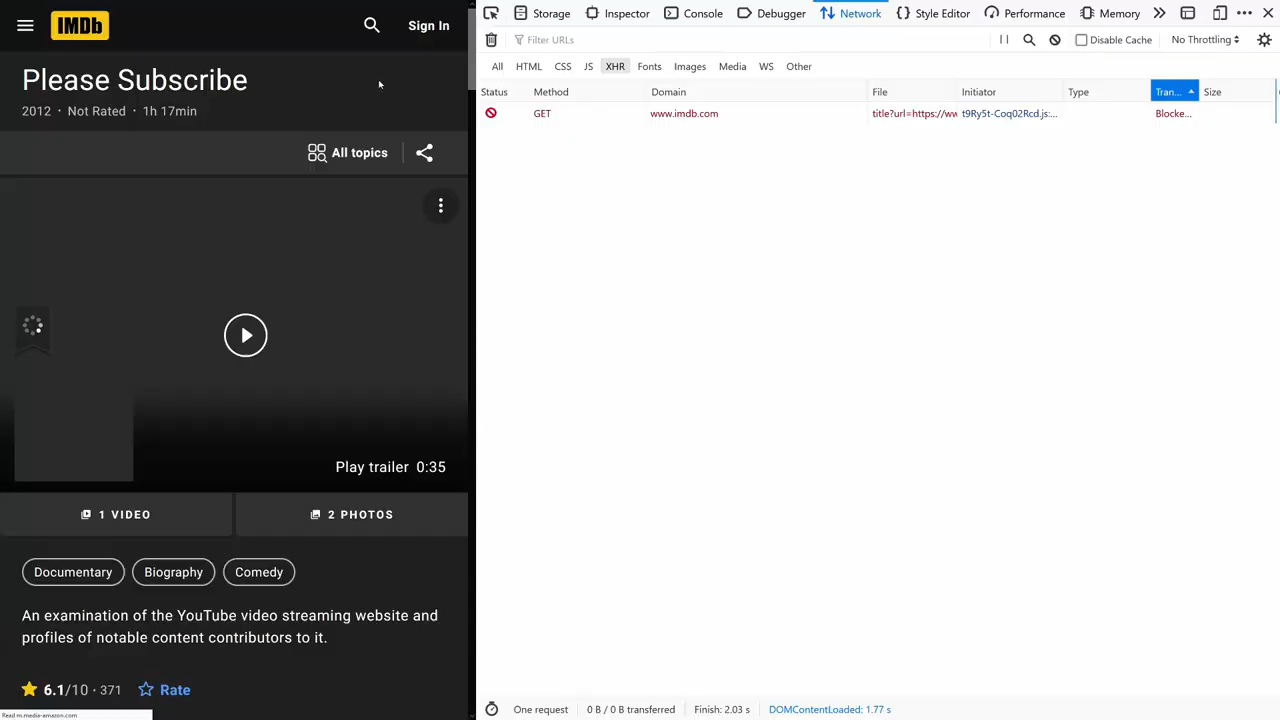 IMDb
Sign In
Please Subscribe
2012 · Not Rated · 1h 17min
All topics
Play trailer 0:35
1 VIDEO
2 PHOTOS
Documentary
Biography
Comedy
An examination of the YouTube video streaming website and
profiles of notable content contributors to it.
6.1/10 · 371
Rate
Read m.media-amazon.com
Storage
Inspector
Console
Debugger
Network
Style Editor
Performance
Memory
Filter URLs
Disable Cache
No Throttling
All HTML CSS JS XHR Fonts Images Media WS Other
Status Method Domain File Initiator Type Tran... Size
GET www.imdb.com title?url=https://ww t9Ry5t-Coq02Rcd.js:... Blocke...
One request 0 B / 0 B transferred Finish: 2.03 s DOMContentLoaded: 1.77 s